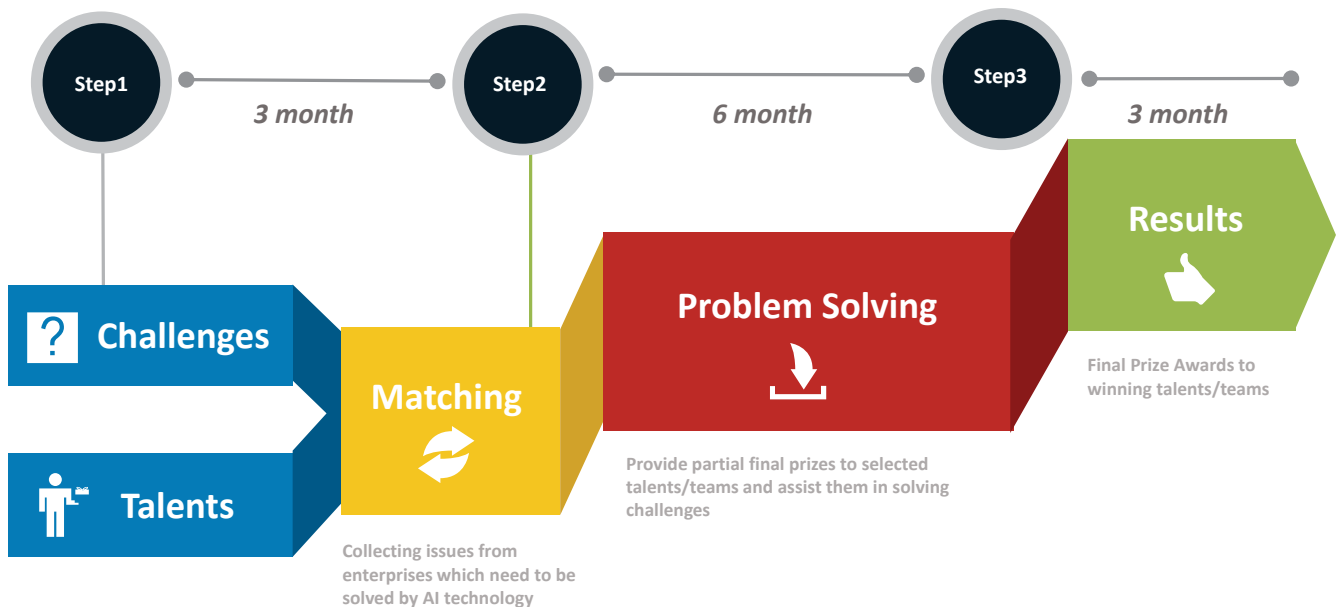 Step1
3 month
Step2
6 month
Step3
3 month
?
Challenges
Talents
Matching
Collecting issues from
enterprises which need to be
solved by AI technology
Problem Solving
Provide partial final prizes to selected
talents/teams and assist them in solving
challenges
Results
Final Prize Awards to
winning talents/teams